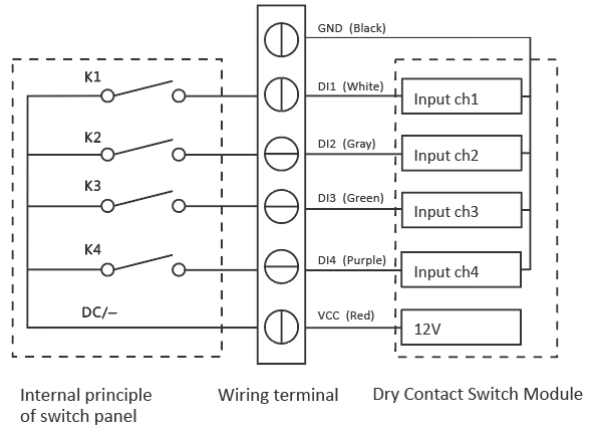 GND (Black)
K1
DI1 (White)
Input ch1
K2
DI2 (Gray)
Input ch2
K3
DI3 (Green)
Input ch3
K4
DI4 (Purple)
Input ch4
DC/−
VCC (Red)
12V
Internal principle
of switch panel
Wiring terminal
Dry Contact Switch Module